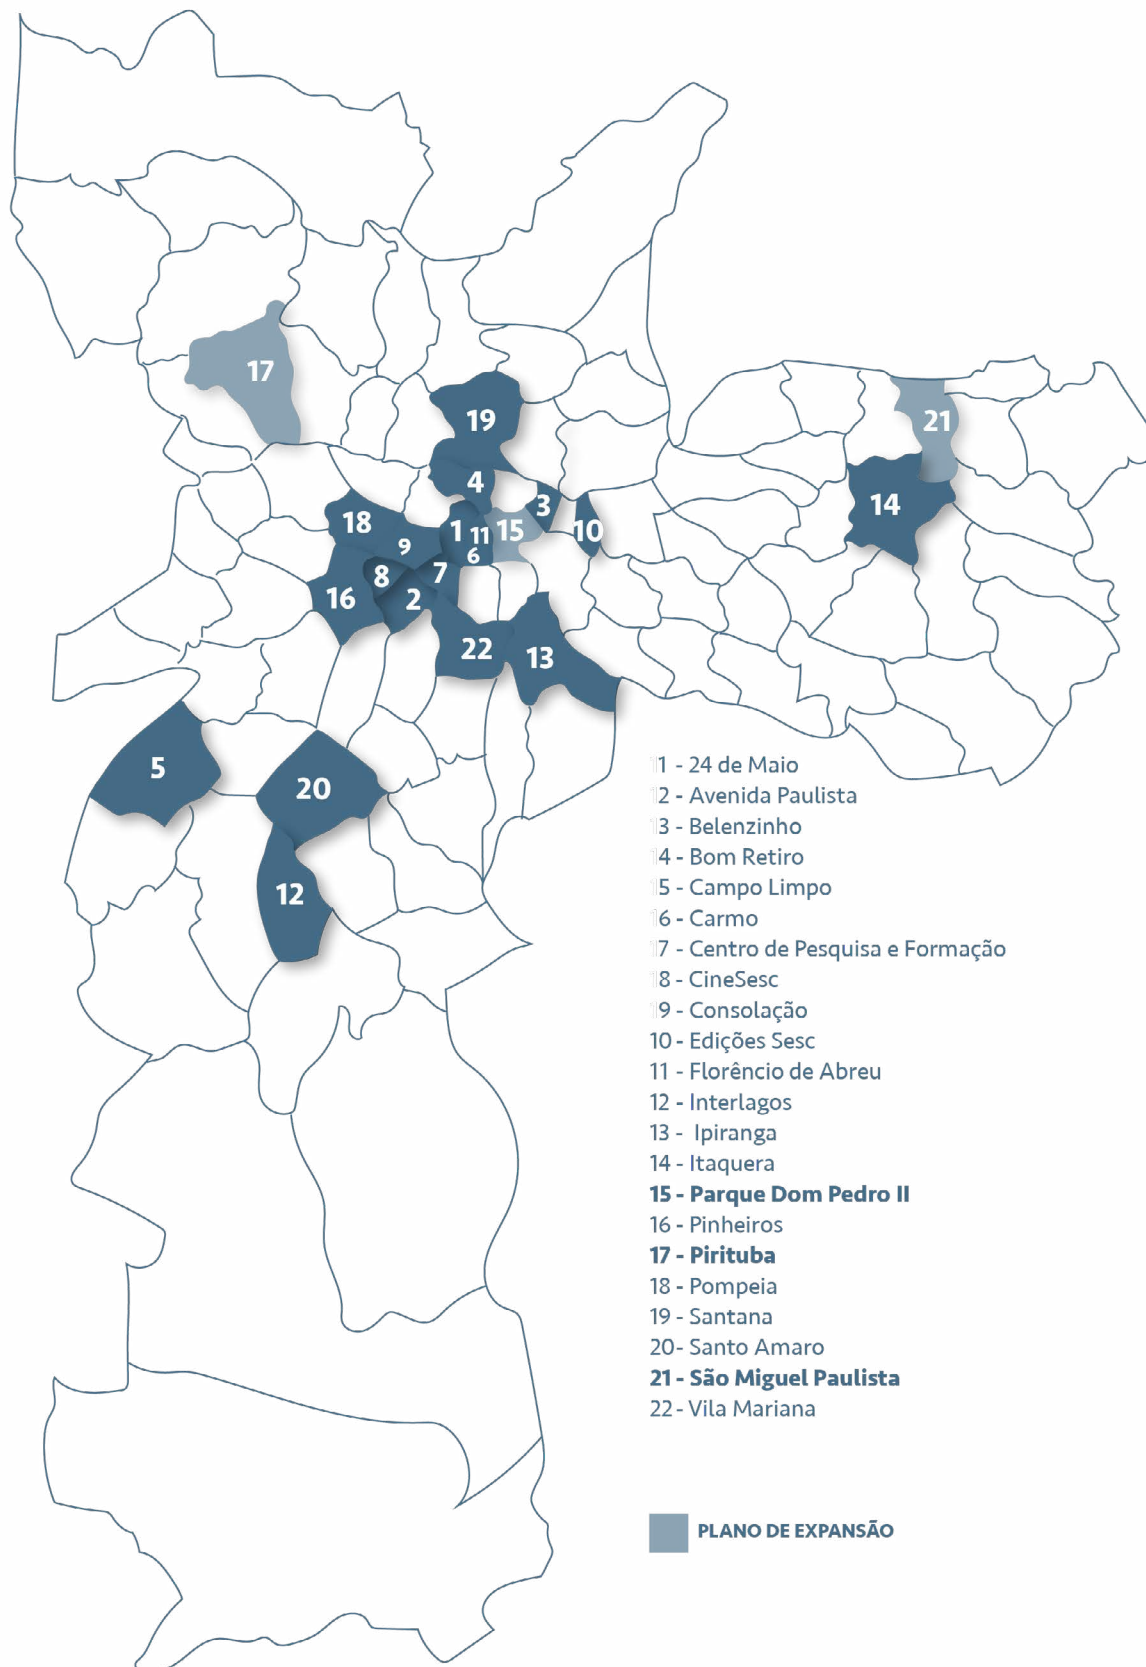 17
19
21
4
14
3
18
1
11
15
10
9
6
8
7
16
2
22
13
5
20
12
1 - 24 de Maio
2 - Avenida Paulista
3 - Belenzinho
4 - Bom Retiro
5 - Campo Limpo
6 - Carmo
7 - Centro de Pesquisa e Formação
8 - CineSesc
9 - Consolação
10 - Edições Sesc
11 - Florêncio de Abreu
12 - Interlagos
13 - Ipiranga
14 - Itaquera
15 - Parque Dom Pedro II
16 - Pinheiros
17 - Pirituba
18 - Pompeia
19 - Santana
20- Santo Amaro
21 - São Miguel Paulista
22 - Vila Mariana
PLANO DE EXPANSÃO